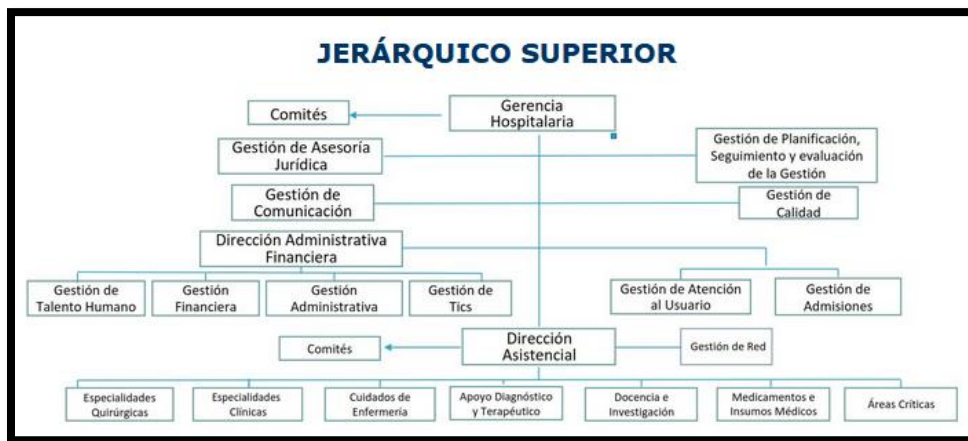 JERÁRQUICO SUPERIOR
Comités
Gerencia
Hospitalaria
Gestión de Asesoría
Jurídica
Gestión de Planificación,
Seguimiento y evaluación
de la Gestión
Gestión de
Comunicación
Gestión de
Calidad
Dirección Administrativa
Financiera
Gestión de
Talento Humano
Gestión
Financiera
Gestión
Administrativa
Gestión de
Tics
Gestión de Atención
al Usuario
Gestión de
Admisiones
Comités
Dirección
Asistencial
Gestión de Red
Especialidades
Quirúrgicas
Especialidades
Clínicas
Cuidados de
Enfermería
Apoyo Diagnóstico
y Terapéutico
Docencia e
Investigación
Medicamentos e
Insumos Médicos
Áreas Críticas